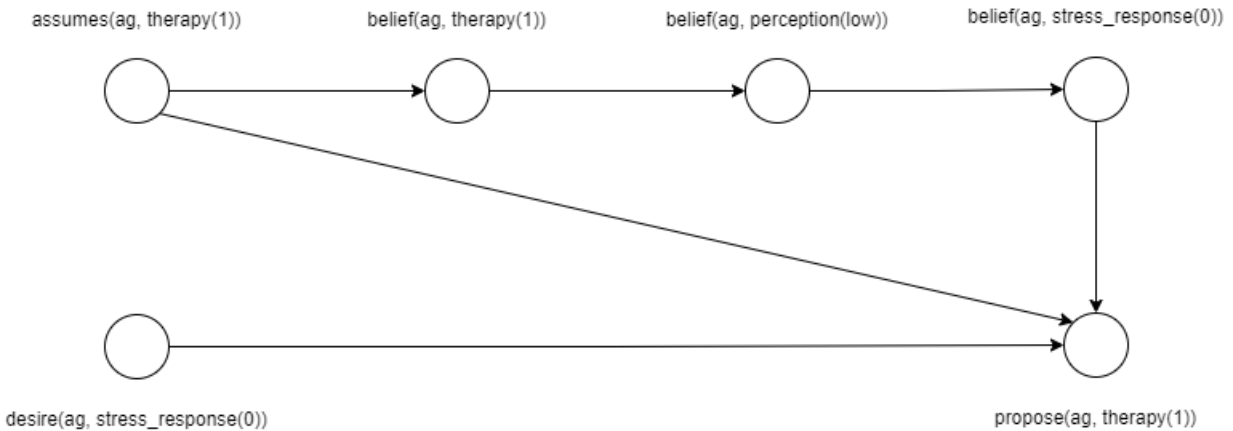 assumes(ag, therapy(1))
belief(ag, therapy(1))
belief(ag, perception(low))
belief(ag, stress_response(0))
desire(ag, stress_response(0))
propose(ag, therapy(1))